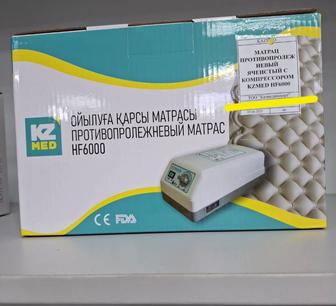 ОЙЫЛУҒА ҚАРСЫ МАТРАСЫ
ПРОТИВОПРОЛЕЖНЕВЫЙ МАТРАС
HF6000
KZ
MED
CE FDA
МАТРАЦ
ПРОТИВОПРОЛЕЖ
НЕВЫЙ
ЯЧЕИСТЫЙ С
КОМПРЕССОРОМ
KZMED HF6000